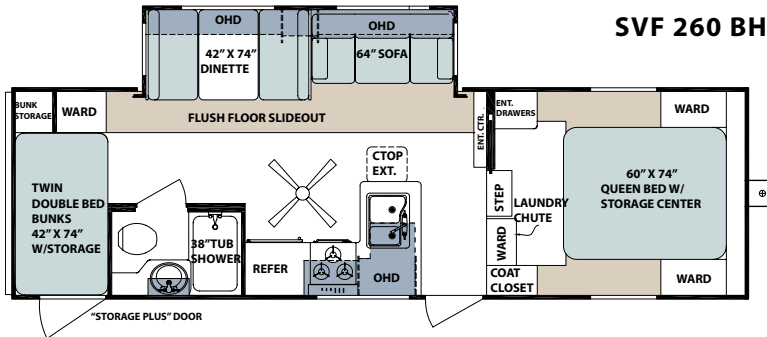 SVF 260 BH
OHD
42" X 74"
DINETTE
OHD
64" SOFA
BUNK
STORAGE
WARD
FLUSH FLOOR SLIDEOUT
ENT. CTR.
ENT.
DRAWERS
WARD
CTOP
EXT.
TWIN
DOUBLE BED
BUNKS
42" X 74"
W/STORAGE
38"TUB
SHOWER
REFER
OHD
STEP
WARD
LAUNDRY
CHUTE
COAT
CLOSET
60" X 74"
QUEEN BED W/
STORAGE CENTER
WARD
"STORAGE PLUS" DOOR